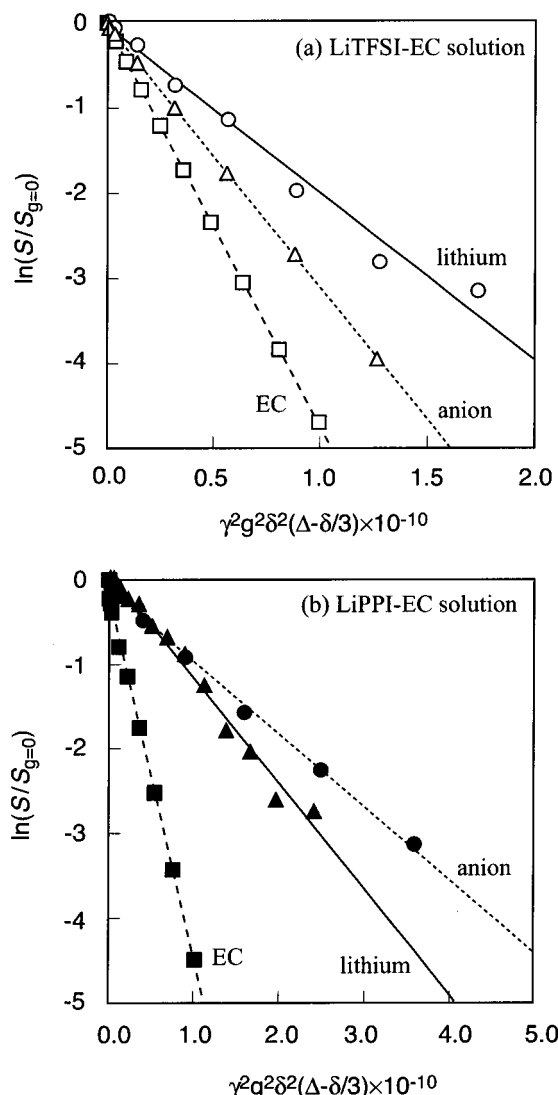 (a) LiTFSI-EC solution
0
-1
-2
-3
-4
-5
ln(S/S_{g=0})
lithium
EC
anion
0.0 0.5 1.0 1.5 2.0
γ²g²δ²(Δ-δ/3)×10⁻¹⁰
(b) LiPPI-EC solution
0
-1
-2
-3
-4
-5
ln(S/S_{g=0})
anion
EC
lithium
0.0 1.0 2.0 3.0 4.0 5.0
γ²g²δ²(Δ-δ/3)×10⁻¹⁰